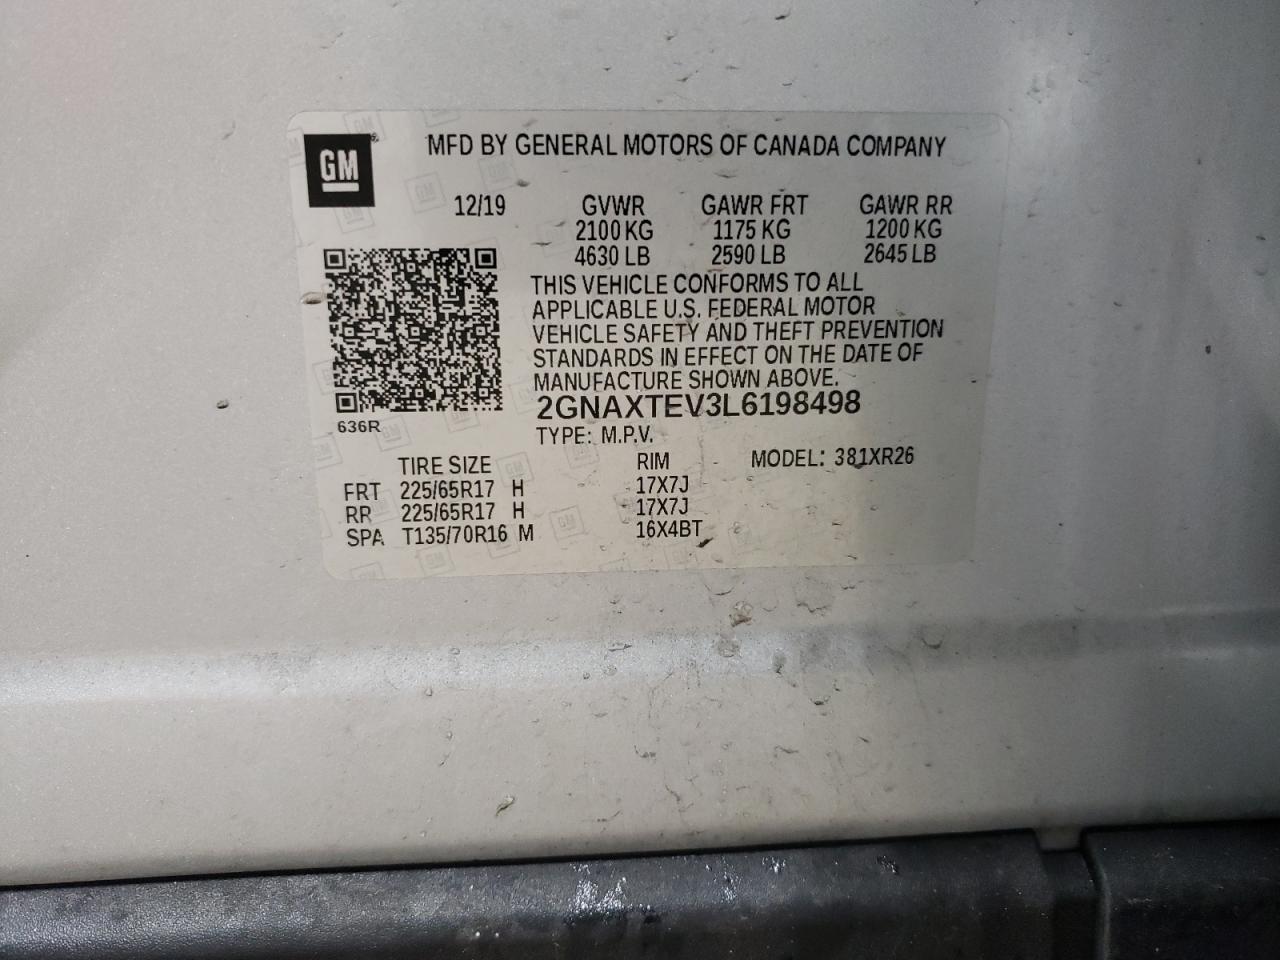 GM
MFD BY GENERAL MOTORS OF CANADA COMPANY
12/19 GVWR GAWR FRT GAWR RR
2100 KG 1175 KG 1200 KG
4630 LB 2590 LB 2645 LB
THIS VEHICLE CONFORMS TO ALL
APPLICABLE U.S. FEDERAL MOTOR
VEHICLE SAFETY AND THEFT PREVENTION
STANDARDS IN EFFECT ON THE DATE OF
MANUFACTURE SHOWN ABOVE.
2GNAXTEV3L6198498
636R
TYPE: M.P.V.
TIRE SIZE RIM MODEL: 381XR26
FRT 225/65R17 H 17X7J
RR 225/65R17 H 17X7J
SPA T135/70R16 M 16X4BT